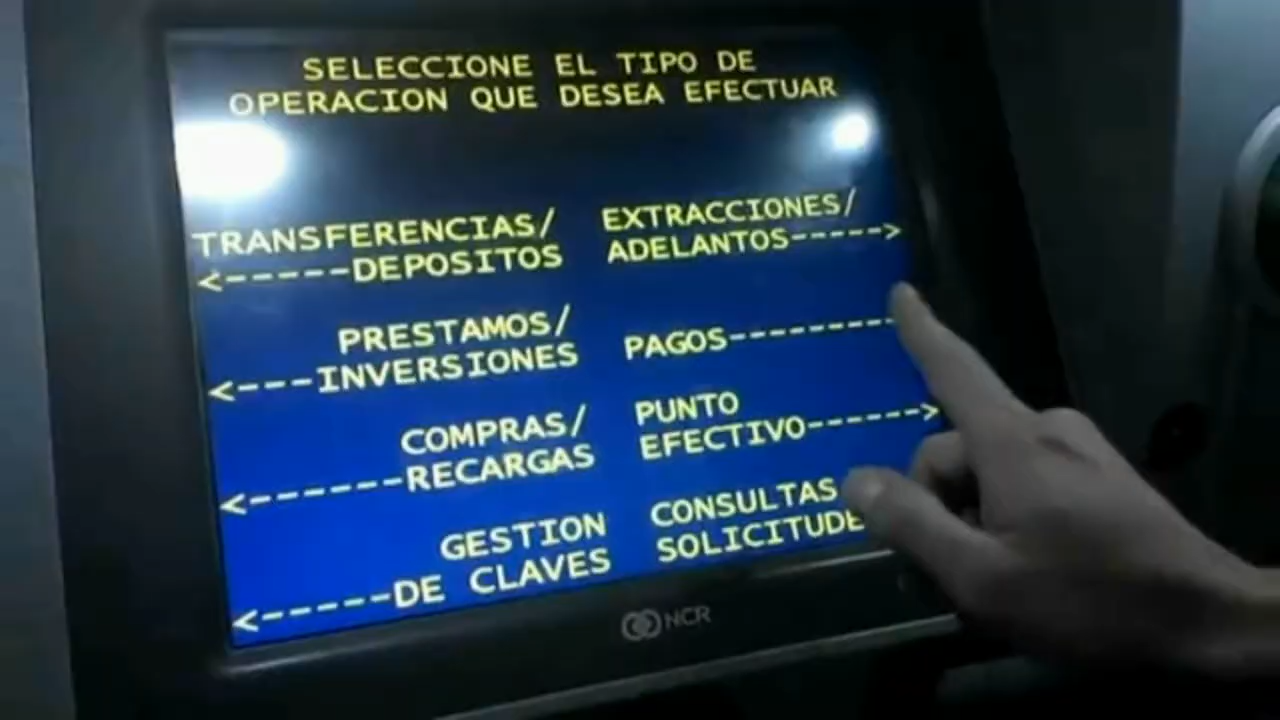 SELECCIONE EL TIPO DE
OPERACION QUE DESEA EFECTUAR
TRANSFERENCIAS/
<-----DEPOSITOS
EXTRACCIONES/
ADELANTOS----->
PRESTAMOS/
<---INVERSIONES
PAGOS---------
COMPRAS/
<------RECARGAS
PUNTO
EFECTIVO------>
GESTION
<-----DE CLAVES
CONSULTAS
SOLICITUDE
NCR